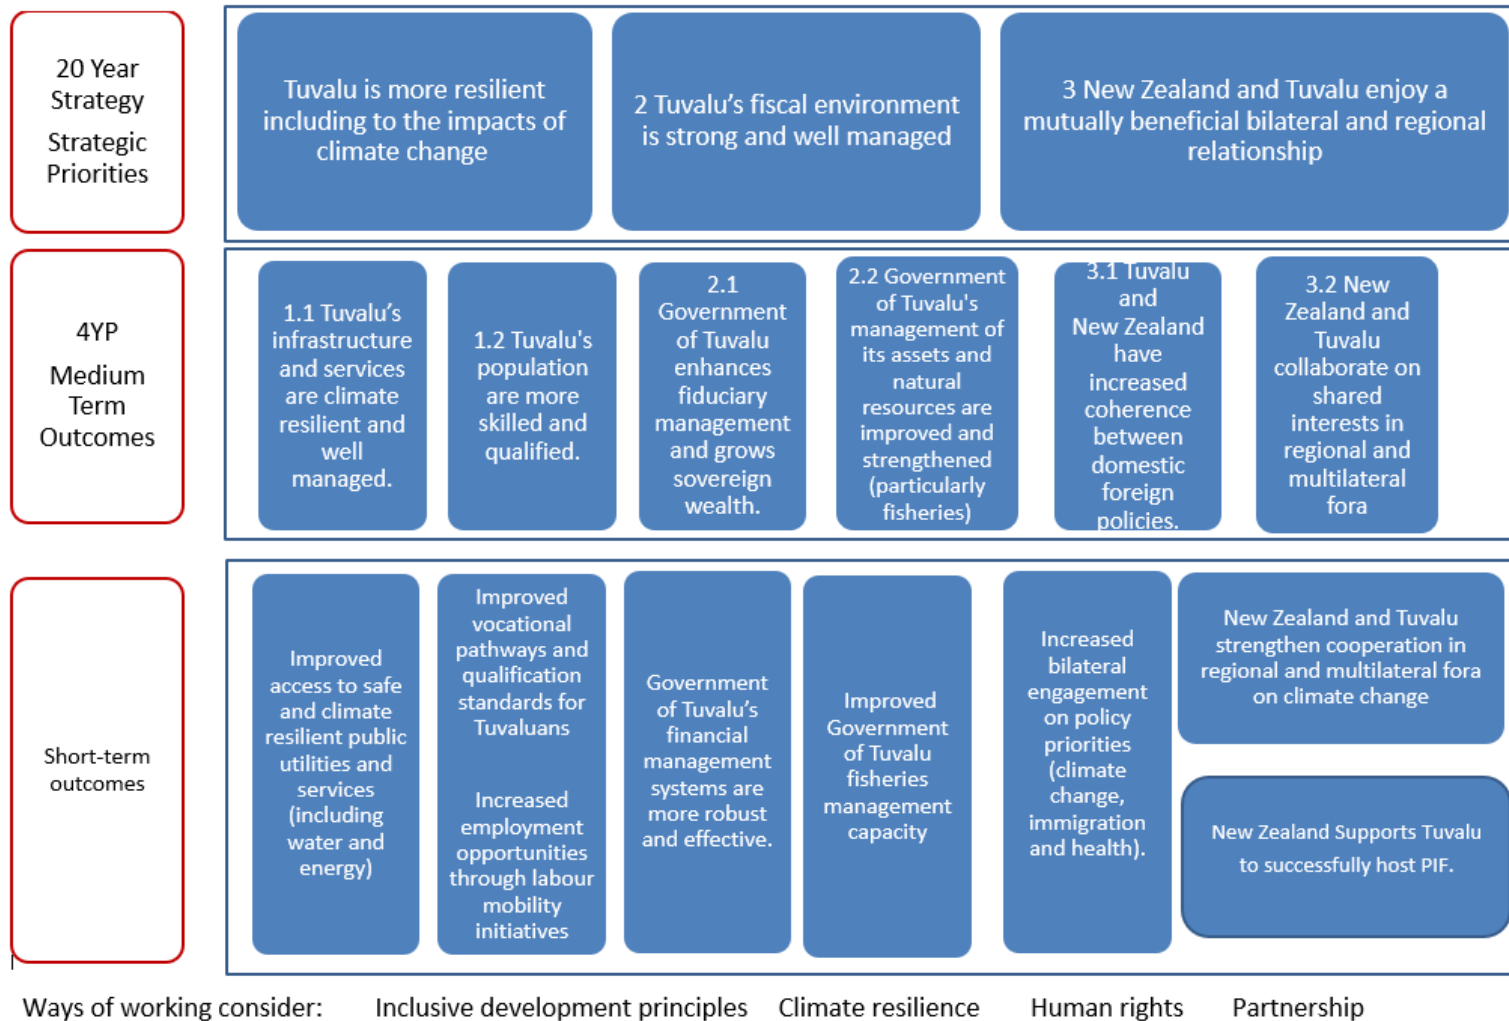 20 Year
Strategy
Strategic
Priorities
Tuvalu is more resilient
including to the impacts of
climate change
2 Tuvalu’s fiscal environment
is strong and well managed
3 New Zealand and Tuvalu enjoy a
mutually beneficial bilateral and regional
relationship
4YP
Medium
Term
Outcomes
1.1 Tuvalu’s
infrastructure
and services
are climate
resilient and
well
managed.
1.2 Tuvalu's
population
are more
skilled and
qualified.
2.1
Government
of Tuvalu
enhances
fiduciary
management
and grows
sovereign
wealth.
2.2 Government
of Tuvalu's
management of
its assets and
natural
resources are
improved and
strengthened
(particularly
fisheries)
3.1 Tuvalu
and
New Zealand
have
increased
coherence
between
domestic
foreign
policies.
3.2 New
Zealand and
Tuvalu
collaborate on
shared
interests in
regional and
multilateral
fora
Short-term
outcomes
Improved
access to safe
and climate
resilient public
utilities and
services
(including
water and
energy)
Improved
vocational
pathways and
qualification
standards for
Tuvaluans
Increased
employment
opportunities
through labour
mobility
initiatives
Government
of Tuvalu’s
financial
management
systems are
more robust
and effective.
Improved
Government
of Tuvalu
fisheries
management
capacity
Increased
bilateral
engagement
on policy
priorities
(climate
change,
immigration
and health).
New Zealand and Tuvalu
strengthen cooperation in
regional and multilateral fora
on climate change
New Zealand Supports Tuvalu
to successfully host PIF.
Ways of working consider: Inclusive development principles Climate resilience Human rights Partnership